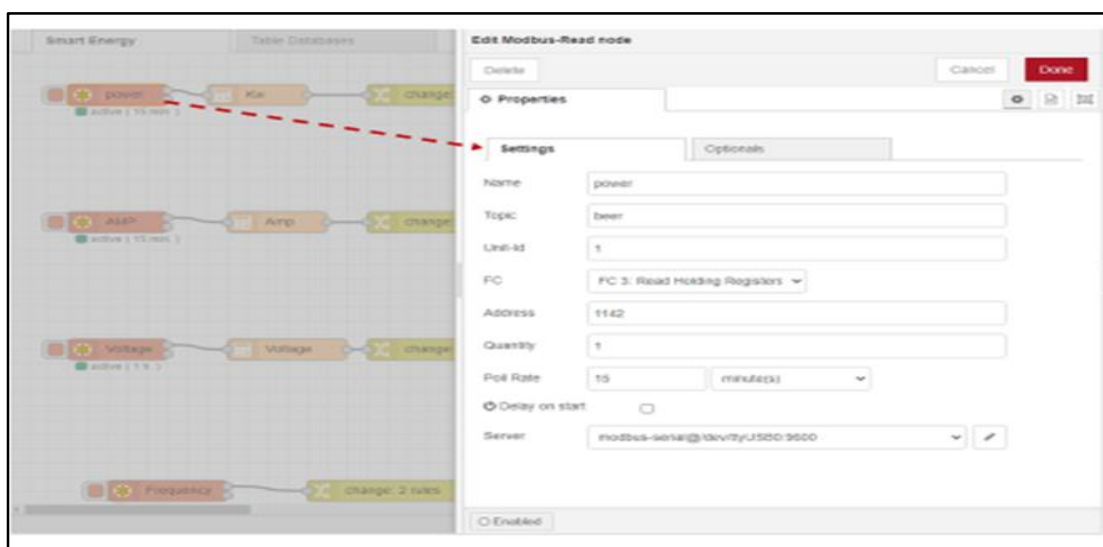 Smart Energy
Table Databases
power
Kw
change:
active ( 15 min. )
AMP
Amp
change:
active ( 15 min. )
Voltage
Voltage
change:
active ( 1 s. )
Frequency
change: 2 rules
Edit Modbus-Read node
Delete
Cancel
Done
Properties
Settings
Optionals
Name
power
Topic
beer
Unit-Id
1
FC
FC 3: Read Holding Registers
Address
1142
Quantity
1
Poll Rate
15
minute(s)
Delay on start
Server
modbus-serial@/dev/ttyUSB0:9600
Enabled